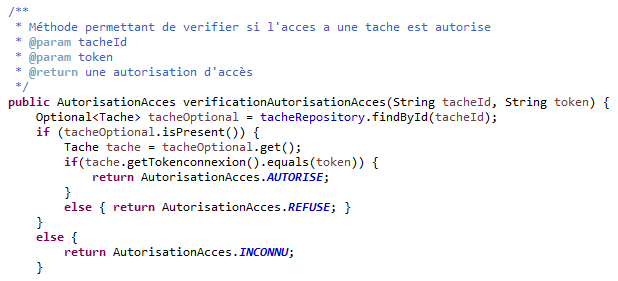 /**
 * Méthode permettant de verifier si l'acces a une tache est autorise
 * @param tacheId
 * @param token
 * @return une autorisation d'accès
 */
public AutorisationAcces verificationAutorisationAcces(String tacheId, String token) {
    Optional<Tache> tacheOptional = tacheRepository.findById(tacheId);
    if (tacheOptional.isPresent()) {
        Tache tache = tacheOptional.get();
        if(tache.getTokenconnexion().equals(token)) {
            return AutorisationAcces.AUTORISE;
        }
        else { return AutorisationAcces.REFUSE; }
    }
    else {
        return AutorisationAcces.INCONNU;
    }